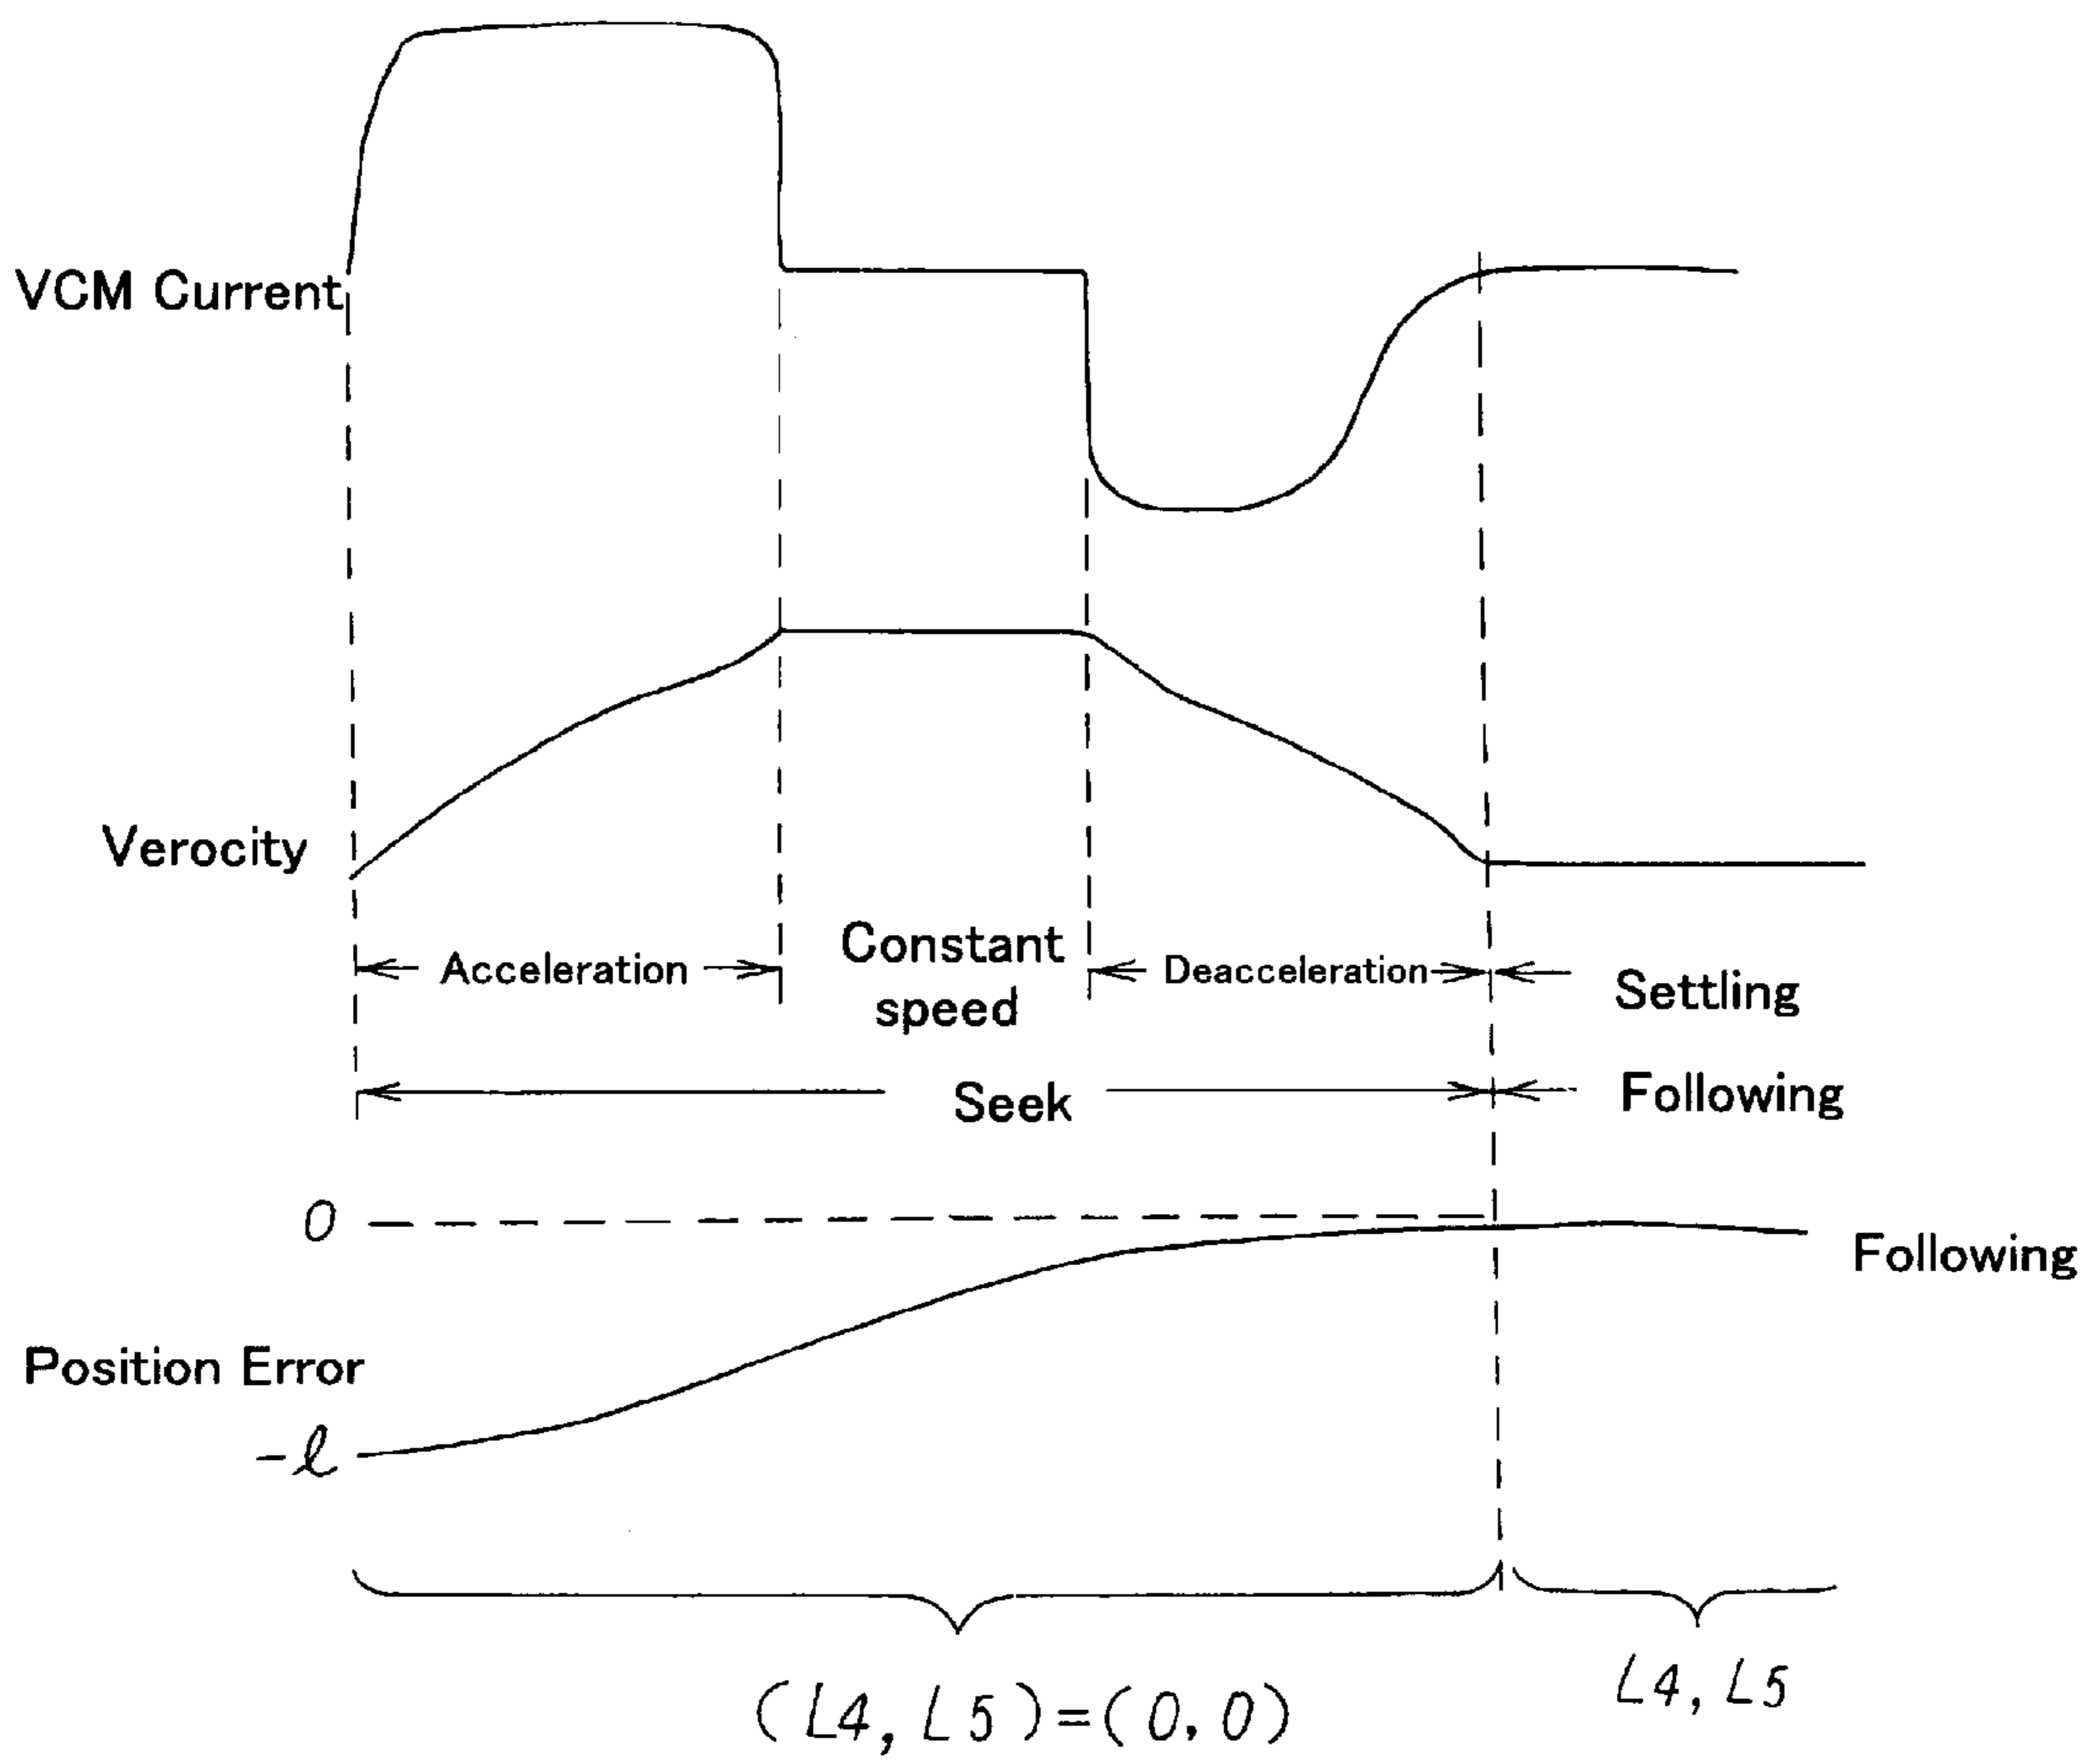 VCM Current
Verocity
Acceleration
Constant
speed
Deacceleration
Settling
Seek
Following
0
Following
Position Error
-ℓ
(L4, L5)=(0,0)
L4, L5